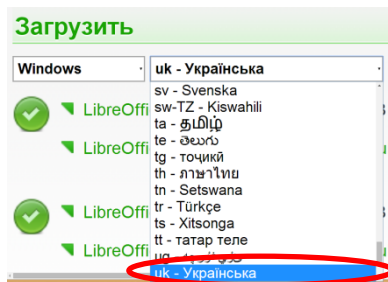 Загрузить
Windows
uk - Українська
sv - Svenska
sw-TZ - Kiswahili
ta - தமிழ்
te - తెలుగు
tg - тоҷикӣ
th - ภาษาไทย
tn - Setswana
tr - Türkçe
ts - Xitsonga
tt - татар теле
ug -
uk - Українська
LibreOffi
LibreOffi
LibreOffi
LibreOffi